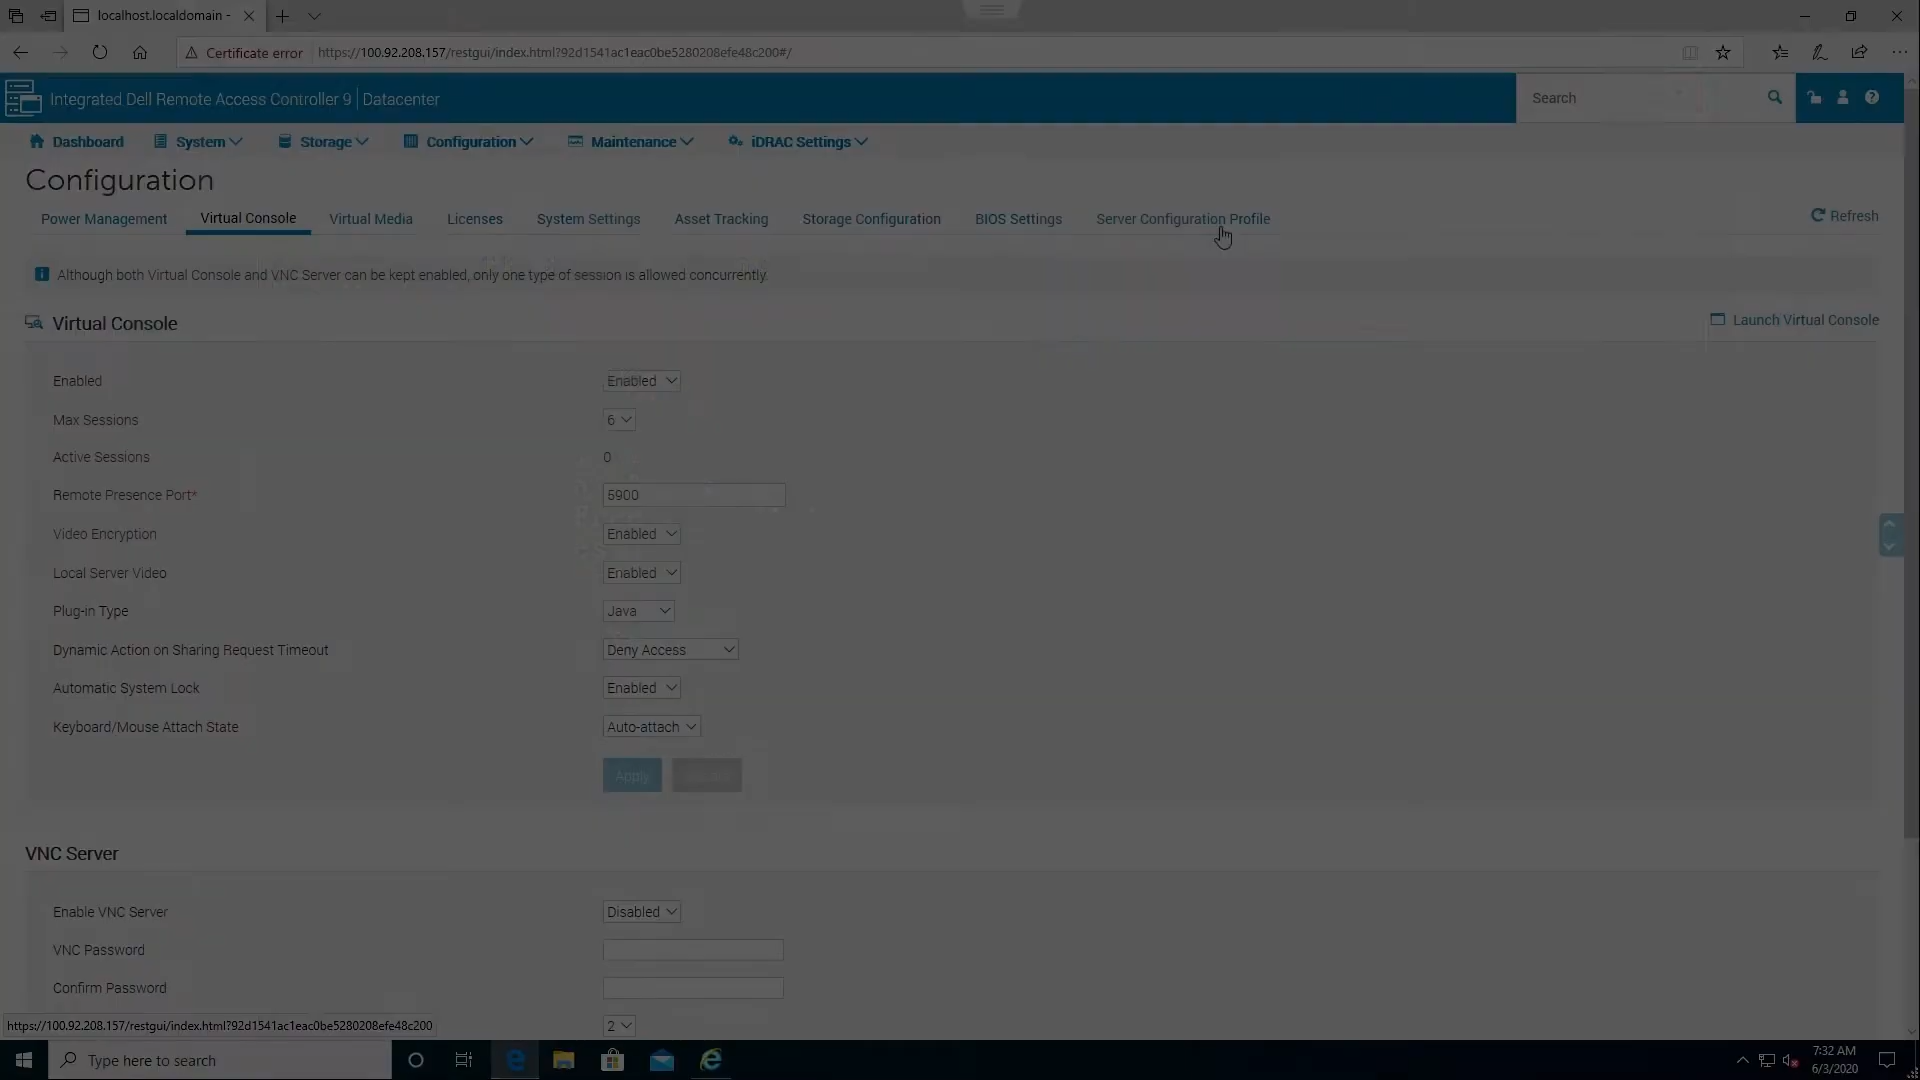 localhost.localdomain -
Certificate error
https://100.92.208.157/restgui/index.html?92d1541ac1eac0be5280208efe48c200#/
Integrated Dell Remote Access Controller 9 | Datacenter
Search
Dashboard
System
Storage
Configuration
Maintenance
iDRAC Settings
Configuration
Power Management
Virtual Console
Virtual Media
Licenses
System Settings
Asset Tracking
Storage Configuration
BIOS Settings
Server Configuration Profile
Refresh
Although both Virtual Console and VNC Server can be kept enabled, only one type of session is allowed concurrently.
Virtual Console
Launch Virtual Console
Enabled Enabled
Max Sessions 6
Active Sessions 0
Remote Presence Port* 5900
Video Encryption Enabled
Local Server Video Enabled
Plug-in Type Java
Dynamic Action on Sharing Request Timeout Deny Access
Automatic System Lock Enabled
Keyboard/Mouse Attach State Auto-attach
Apply
VNC Server
Enable VNC Server Disabled
VNC Password
Confirm Password
https://100.92.208.157/restgui/index.html?92d1541ac1eac0be5280208efe48c200
2
Type here to search
7:32 AM
6/3/2020